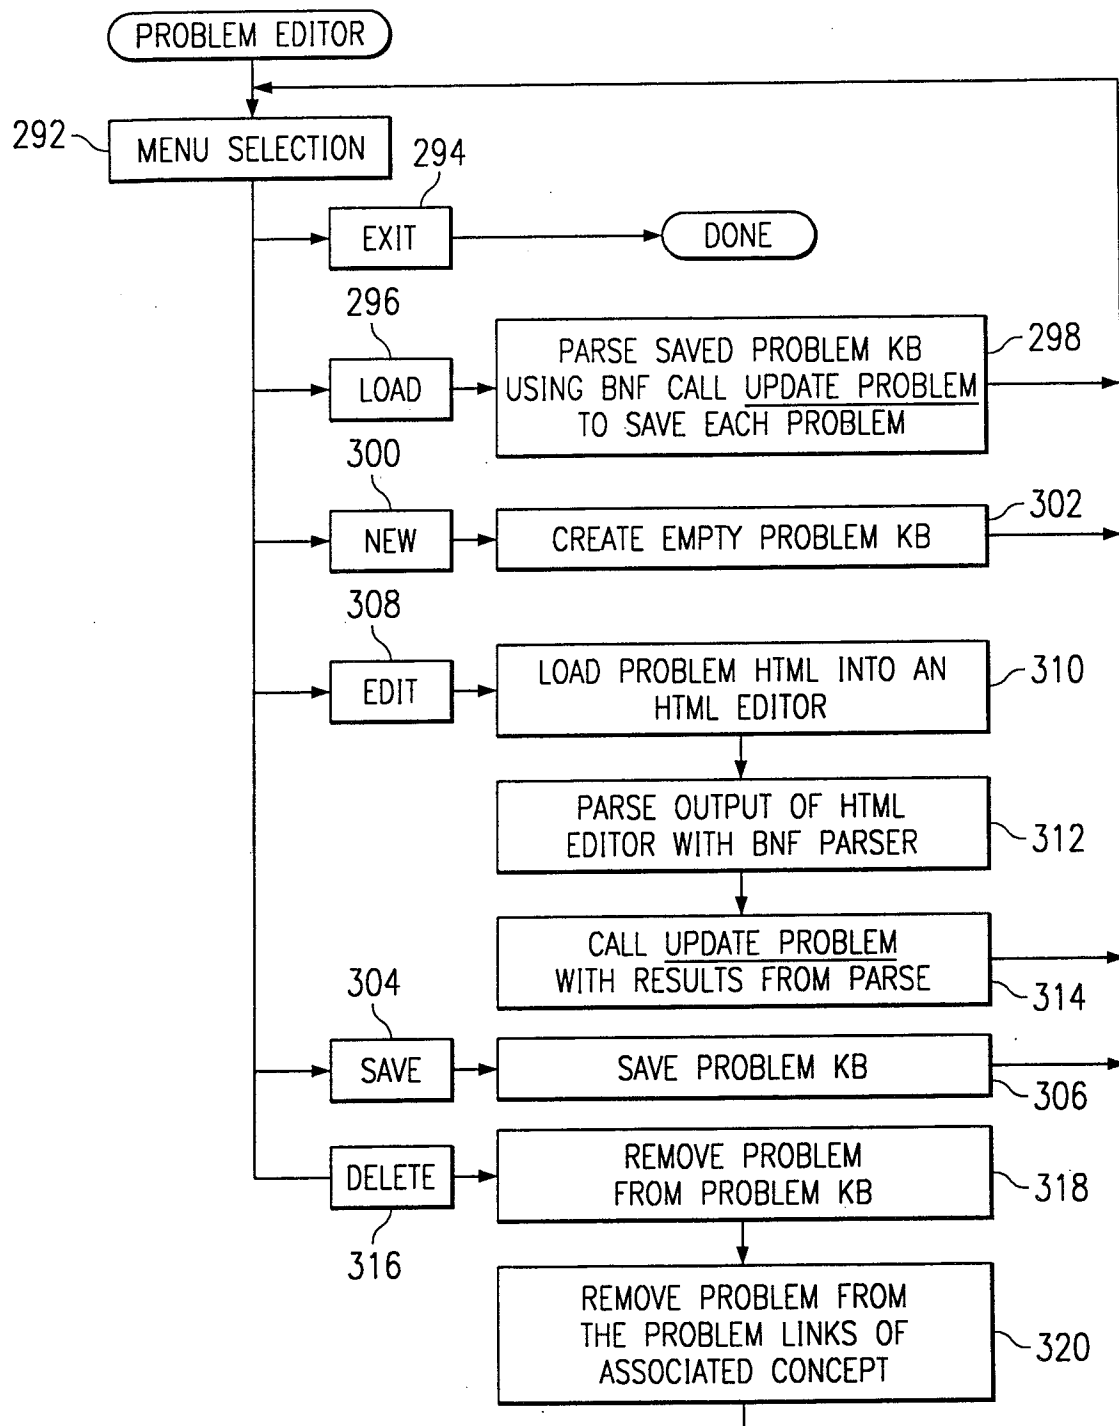 PROBLEM EDITOR
292
MENU SELECTION
294
EXIT
DONE
296
LOAD
PARSE SAVED PROBLEM KB
USING BNF CALL UPDATE PROBLEM
TO SAVE EACH PROBLEM
298
300
NEW
CREATE EMPTY PROBLEM KB
302
308
EDIT
LOAD PROBLEM HTML INTO AN
HTML EDITOR
310
PARSE OUTPUT OF HTML
EDITOR WITH BNF PARSER
312
CALL UPDATE PROBLEM
WITH RESULTS FROM PARSE
314
304
SAVE
SAVE PROBLEM KB
306
DELETE
316
REMOVE PROBLEM
FROM PROBLEM KB
318
REMOVE PROBLEM FROM
THE PROBLEM LINKS OF
ASSOCIATED CONCEPT
320